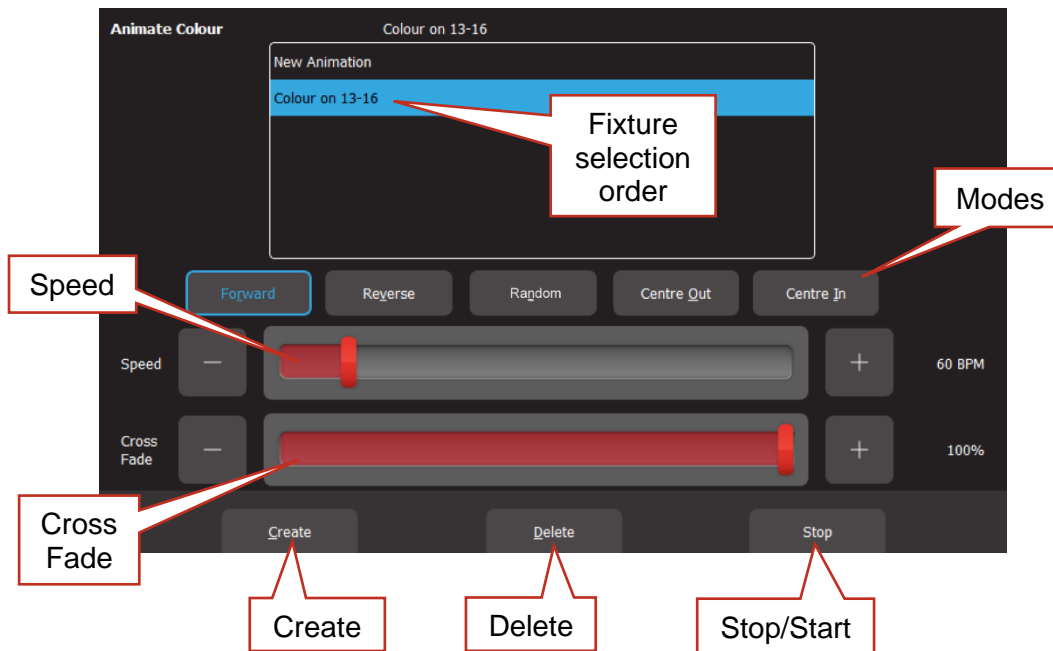 Animate Colour
Colour on 13-16
New Animation
Colour on 13-16
Fixture
selection
order
Modes
Speed
Forward
Reverse
Random
Centre Out
Centre In
Speed
−
+
60 BPM
Cross
Fade
−
+
100%
Cross
Fade
Create
Delete
Stop
Create
Delete
Stop/Start